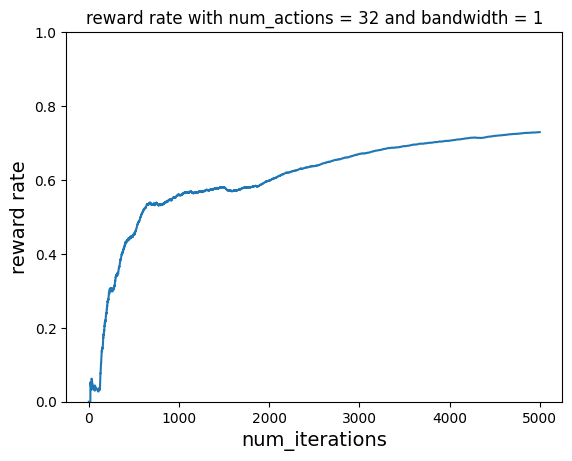 reward rate with num_actions = 32 and bandwidth = 1
1.0
0.8
0.6
0.4
0.2
0.0
reward rate
0 1000 2000 3000 4000 5000
num_iterations